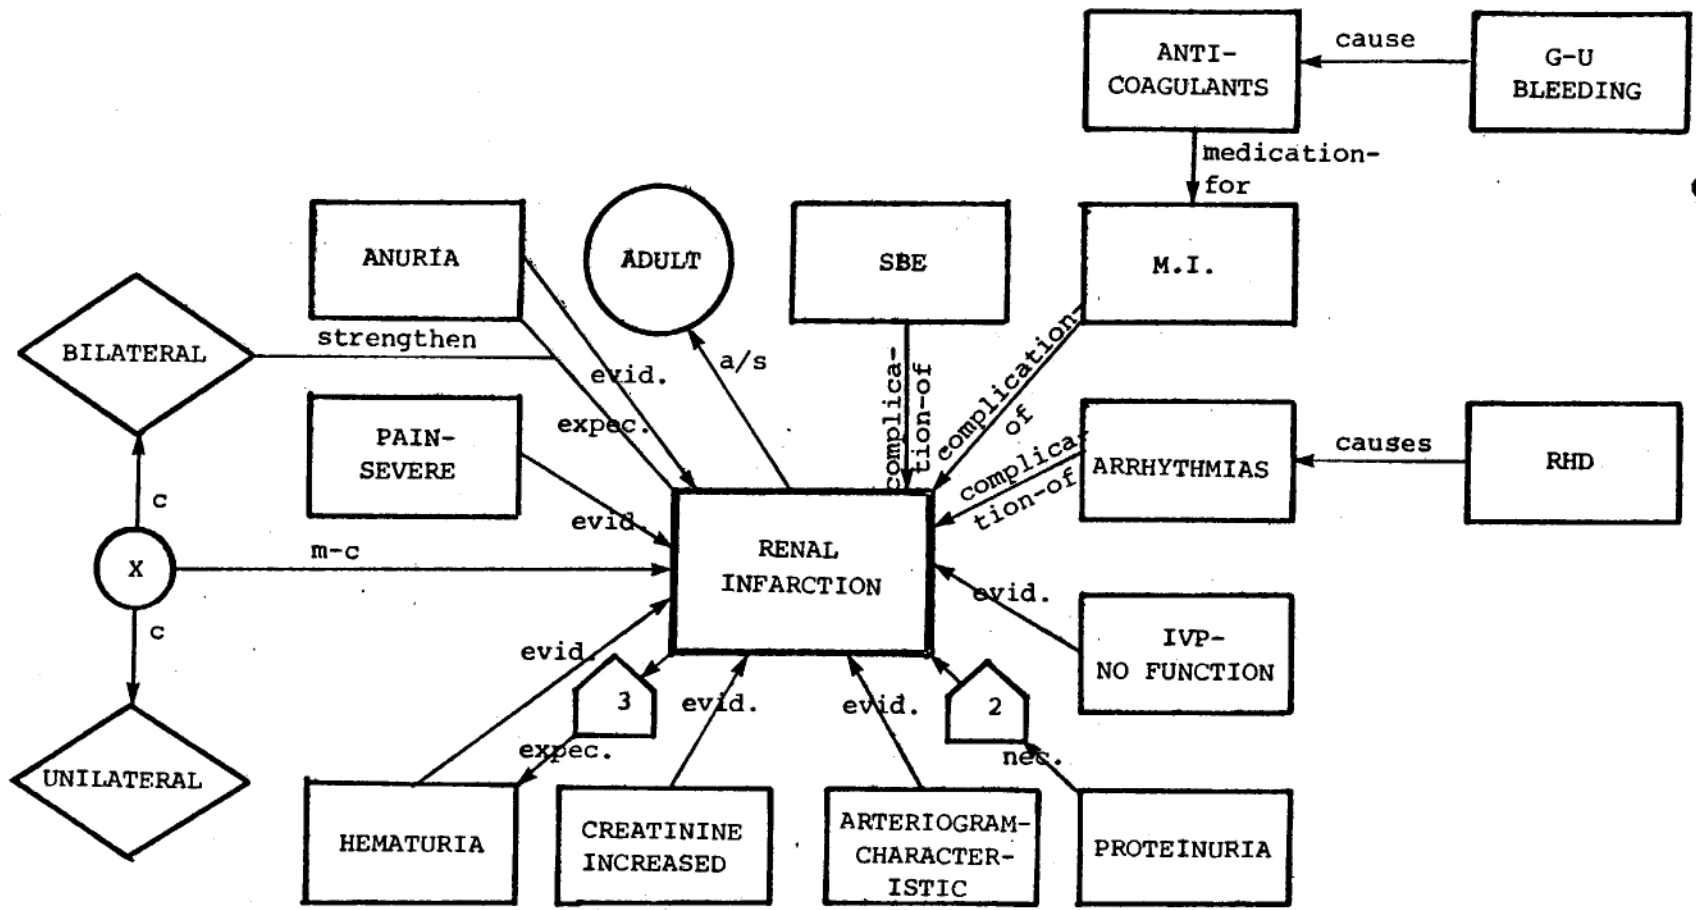 ANTI-
COAGULANTS
cause
G-U
BLEEDING
medication-
for
ANURIA
ADULT
SBE
M.I.
BILATERAL
strengthen
evid.
a/s
complica-
tion-of
complication-
of
PAIN-
SEVERE
expec.
complica-
tion-of
ARRHYTHMIAS
causes
RHD
c
evid.
X
m-c
RENAL
INFARCTION
evid.
c
IVP-
NO FUNCTION
evid.
3
evid.
evid.
2
UNILATERAL
expec.
nec.
HEMATURIA
CREATININE
INCREASED
ARTERIOGRAM-
CHARACTER-
ISTIC
PROTEINURIA